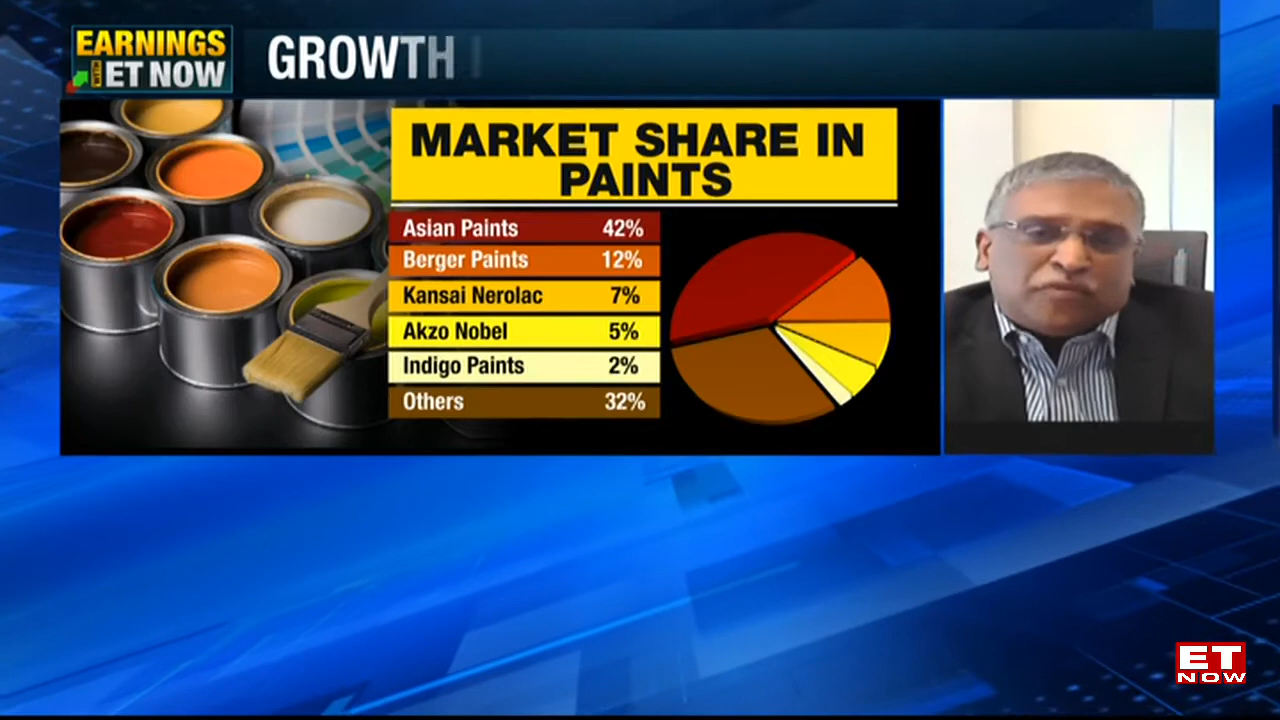 EARNINGS
WITH
ET NOW
GROWTH
MARKET SHARE IN
PAINTS
Asian Paints 42%
Berger Paints 12%
Kansai Nerolac 7%
Akzo Nobel 5%
Indigo Paints 2%
Others 32%
ET
NOW